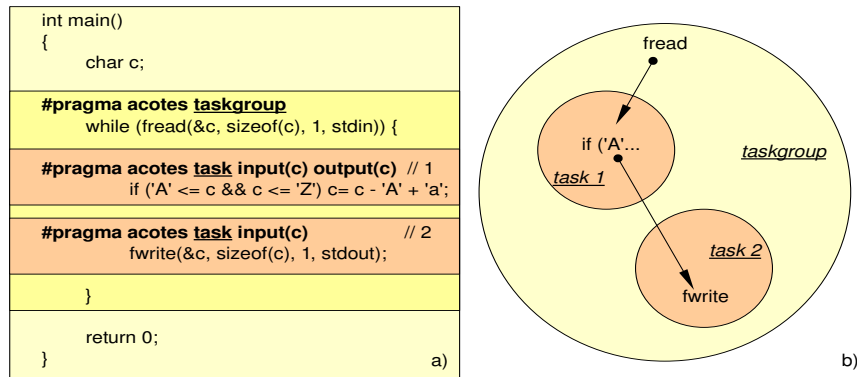 int main()
{
char c;
#pragma acotes taskgroup
while (fread(&c, sizeof(c), 1, stdin)) {
#pragma acotes task input(c) output(c) // 1
if ('A' <= c && c <= 'Z') c= c - 'A' + 'a';
#pragma acotes task input(c) // 2
fwrite(&c, sizeof(c), 1, stdout);
}
return 0;
}
a)
fread
if ('A'...
task 1
taskgroup
task 2
fwrite
b)